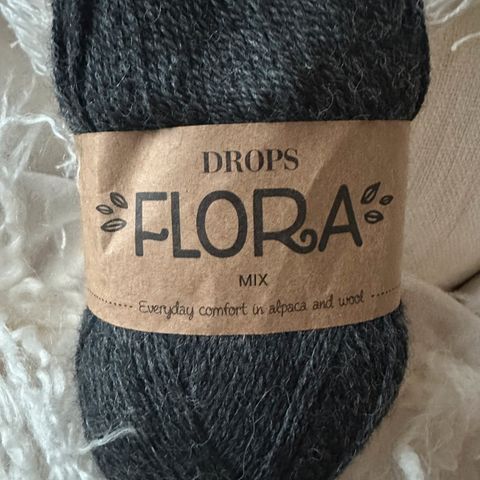 DROPS
FLORA
MIX
Everyday comfort in alpaca and wool